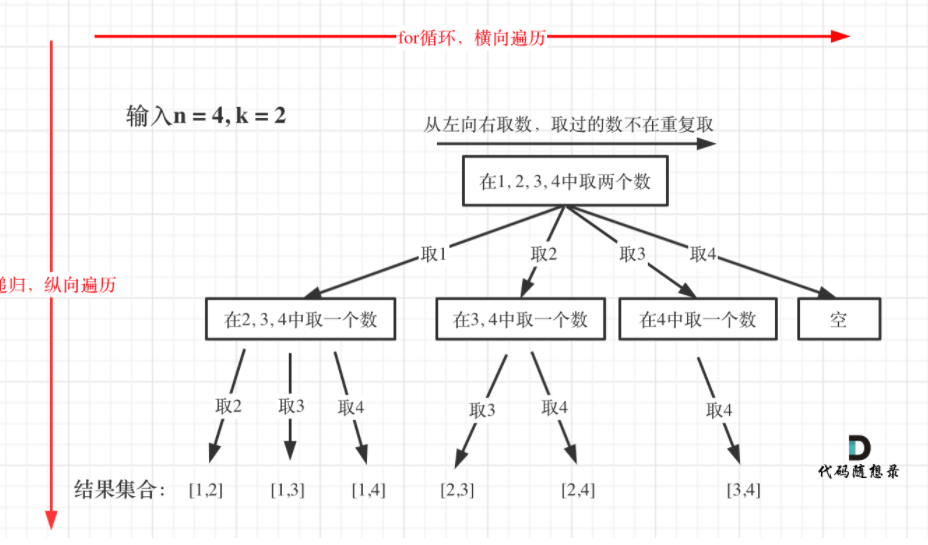 for循环，横向遍历
输入n = 4, k = 2
从左向右取数，取过的数不在重复取
在1, 2, 3, 4中取两个数
取1 取2 取3 取4
递归，纵向遍历
在2, 3, 4中取一个数 在3, 4中取一个数 在4中取一个数 空
取2 取3 取4 取3 取4 取4
代码随想录
结果集合： [1,2] [1,3] [1,4] [2,3] [2,4] [3,4]